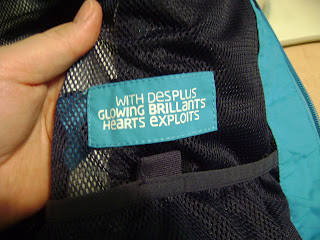 WITH DES PLUS
GLOWING BRILLANTS
HeARTS eXPLOITS